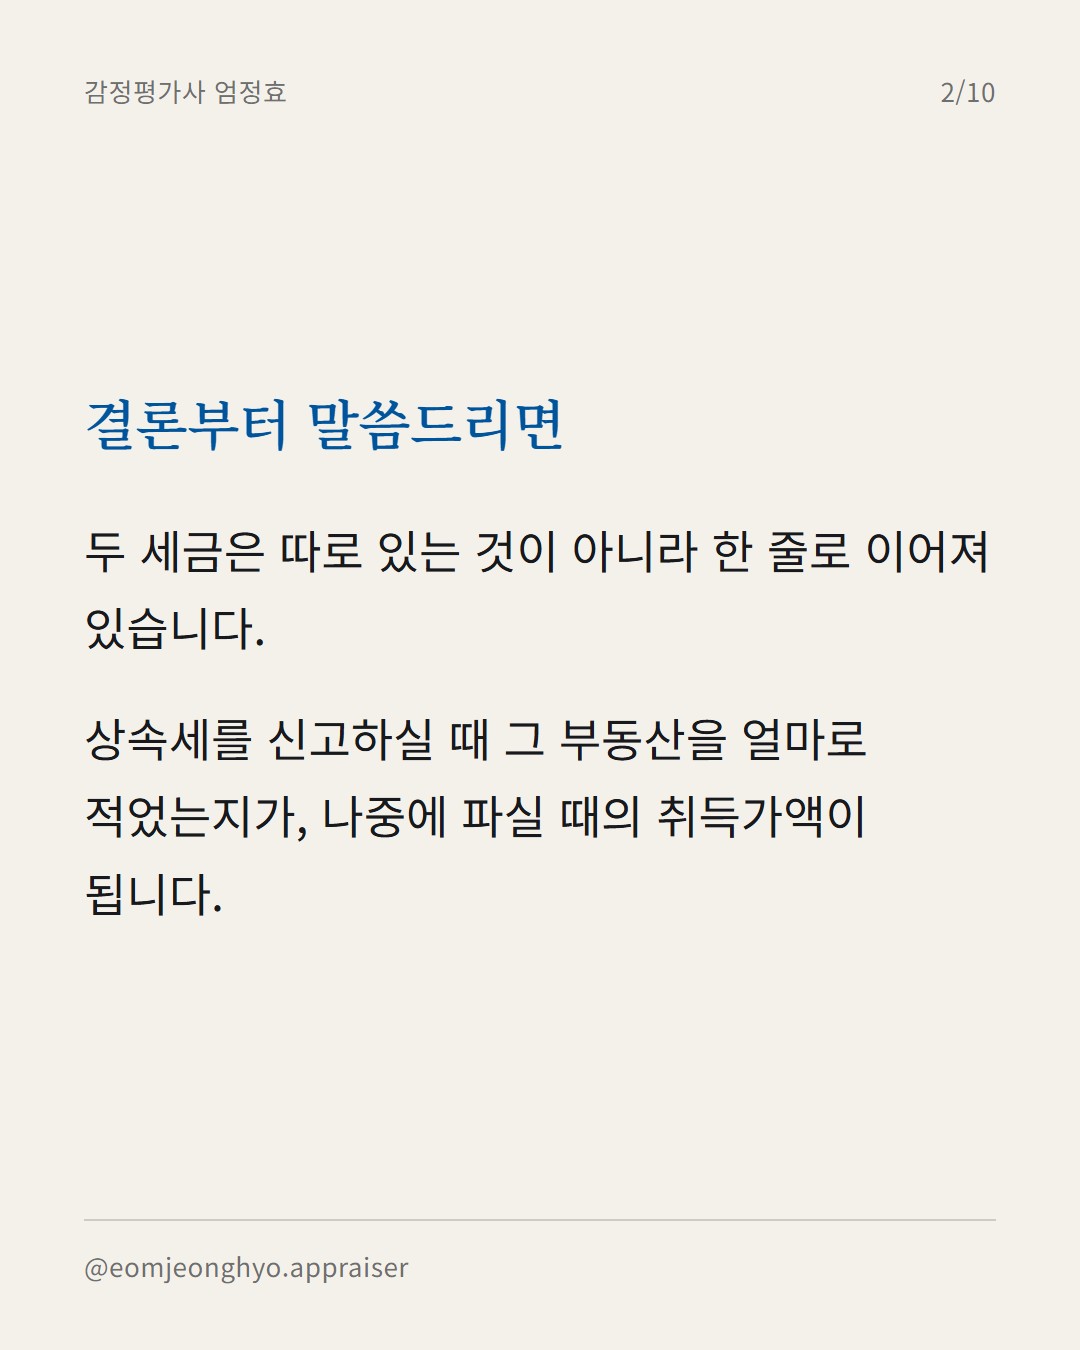 감정평가사 엄정효
2/10
결론부터 말씀드리면
두 세금은 따로 있는 것이 아니라 한 줄로 이어져
있습니다.
상속세를 신고하실 때 그 부동산을 얼마로
적었는지가, 나중에 파실 때의 취득가액이
됩니다.
@eomjeonghyo.appraiser